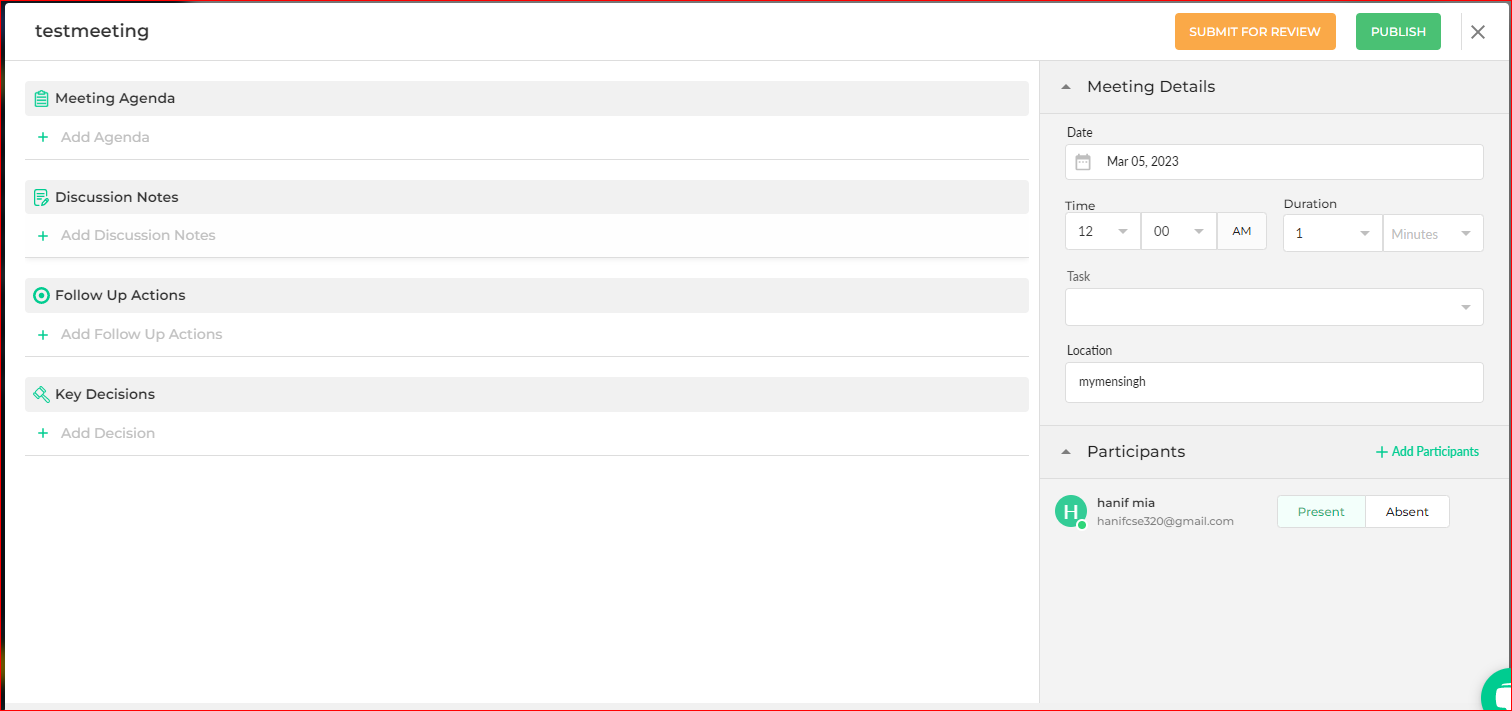 testmeeting
SUBMIT FOR REVIEW
PUBLISH
Meeting Agenda
Add Agenda
Discussion Notes
Add Discussion Notes
Follow Up Actions
Add Follow Up Actions
Key Decisions
Add Decision
Meeting Details
Date
Mar 05, 2023
Time
Duration
12
00
AM
1
Minutes
Task
Location
mymensingh
Participants
+ Add Participants
H
hanif mia
hanifcse320@gmail.com
Present
Absent